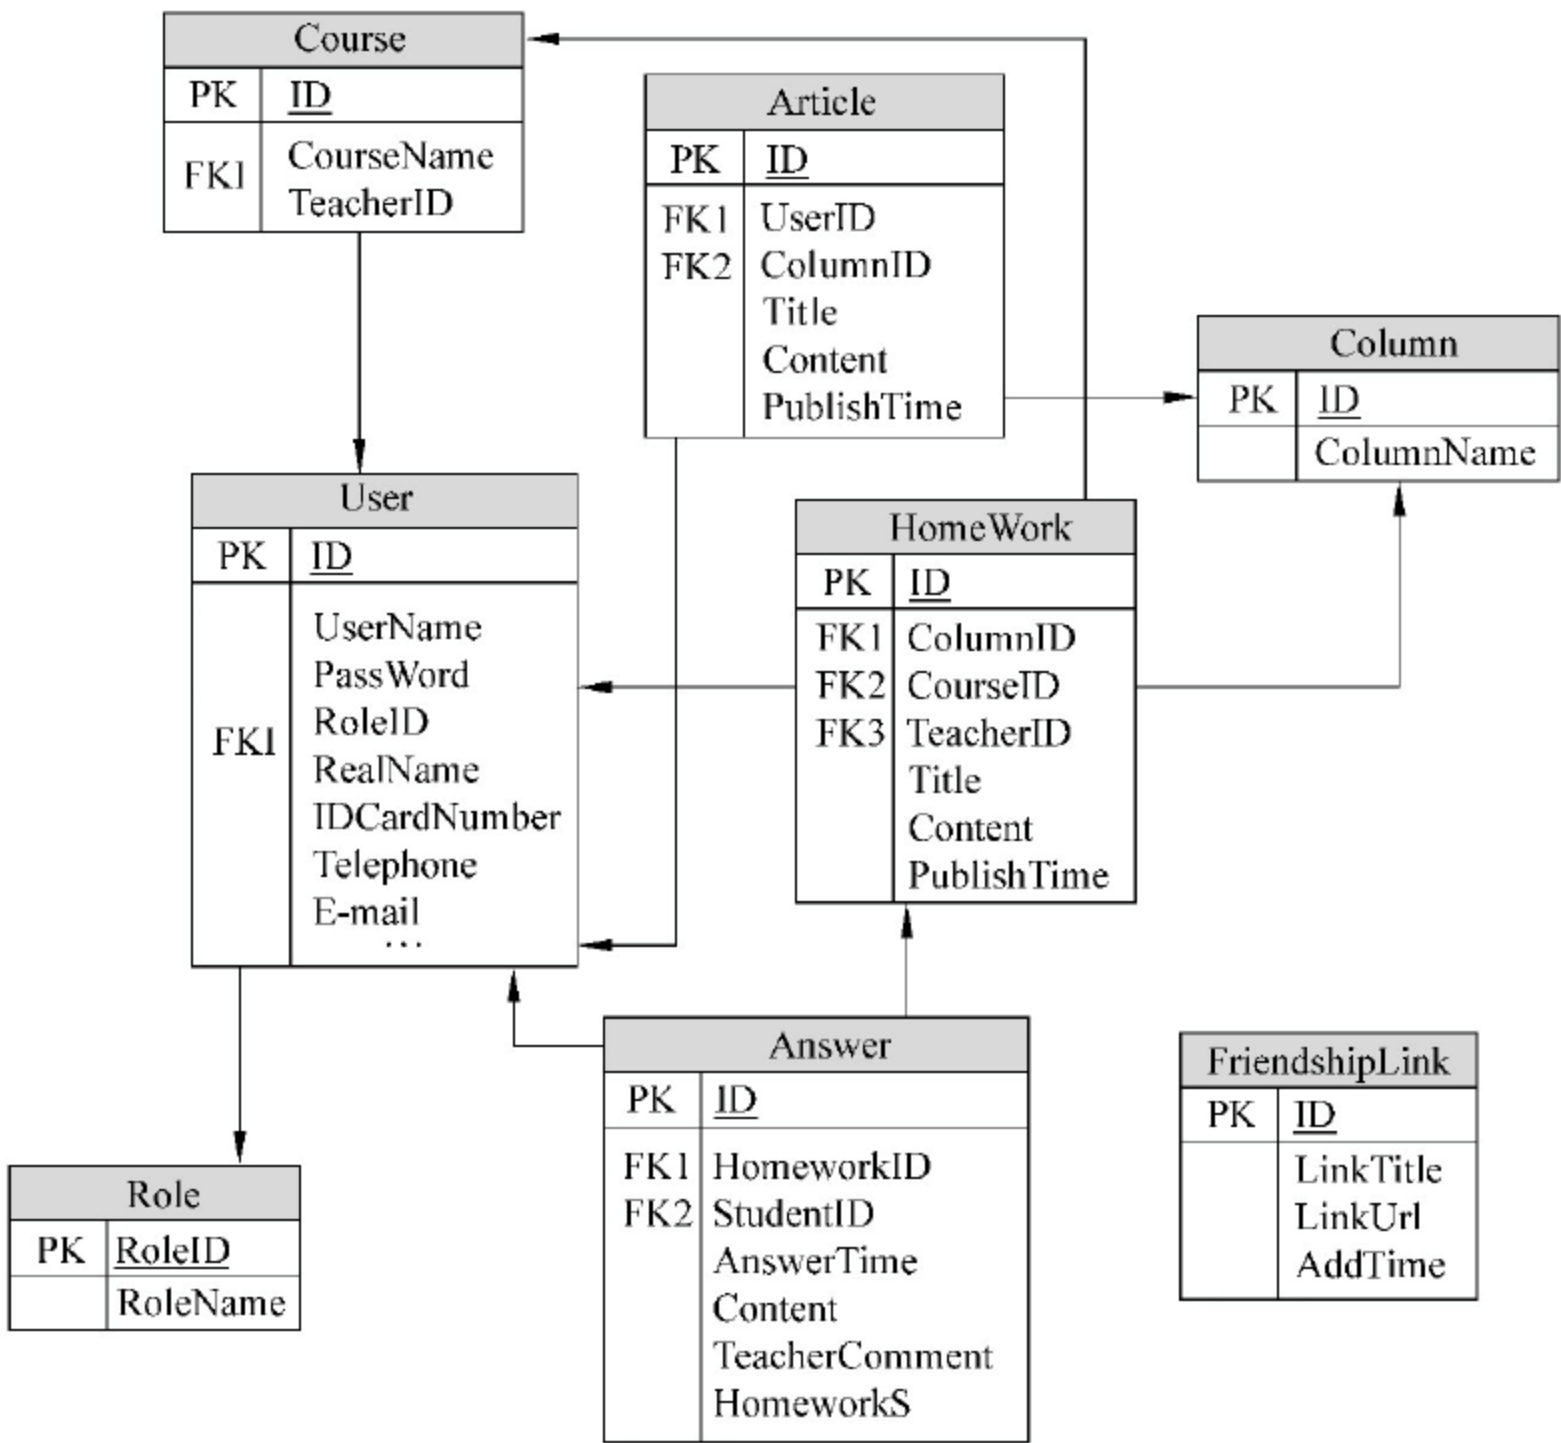 Course
PK ID
FK1 CourseName
TeacherID
Article
PK ID
FK1 UserID
FK2 ColumnID
Title
Content
PublishTime
Column
PK ID
ColumnName
User
PK ID
UserName
PassWord
RoleID
FK1 RealName
IDCardNumber
Telephone
E-mail
...
HomeWork
PK ID
FK1 ColumnID
FK2 CourseID
FK3 TeacherID
Title
Content
PublishTime
Answer
PK ID
FK1 HomeworkID
FK2 StudentID
AnswerTime
Content
TeacherComment
HomeworkS
FriendshipLink
PK ID
LinkTitle
LinkUrl
AddTime
Role
PK RoleID
RoleName